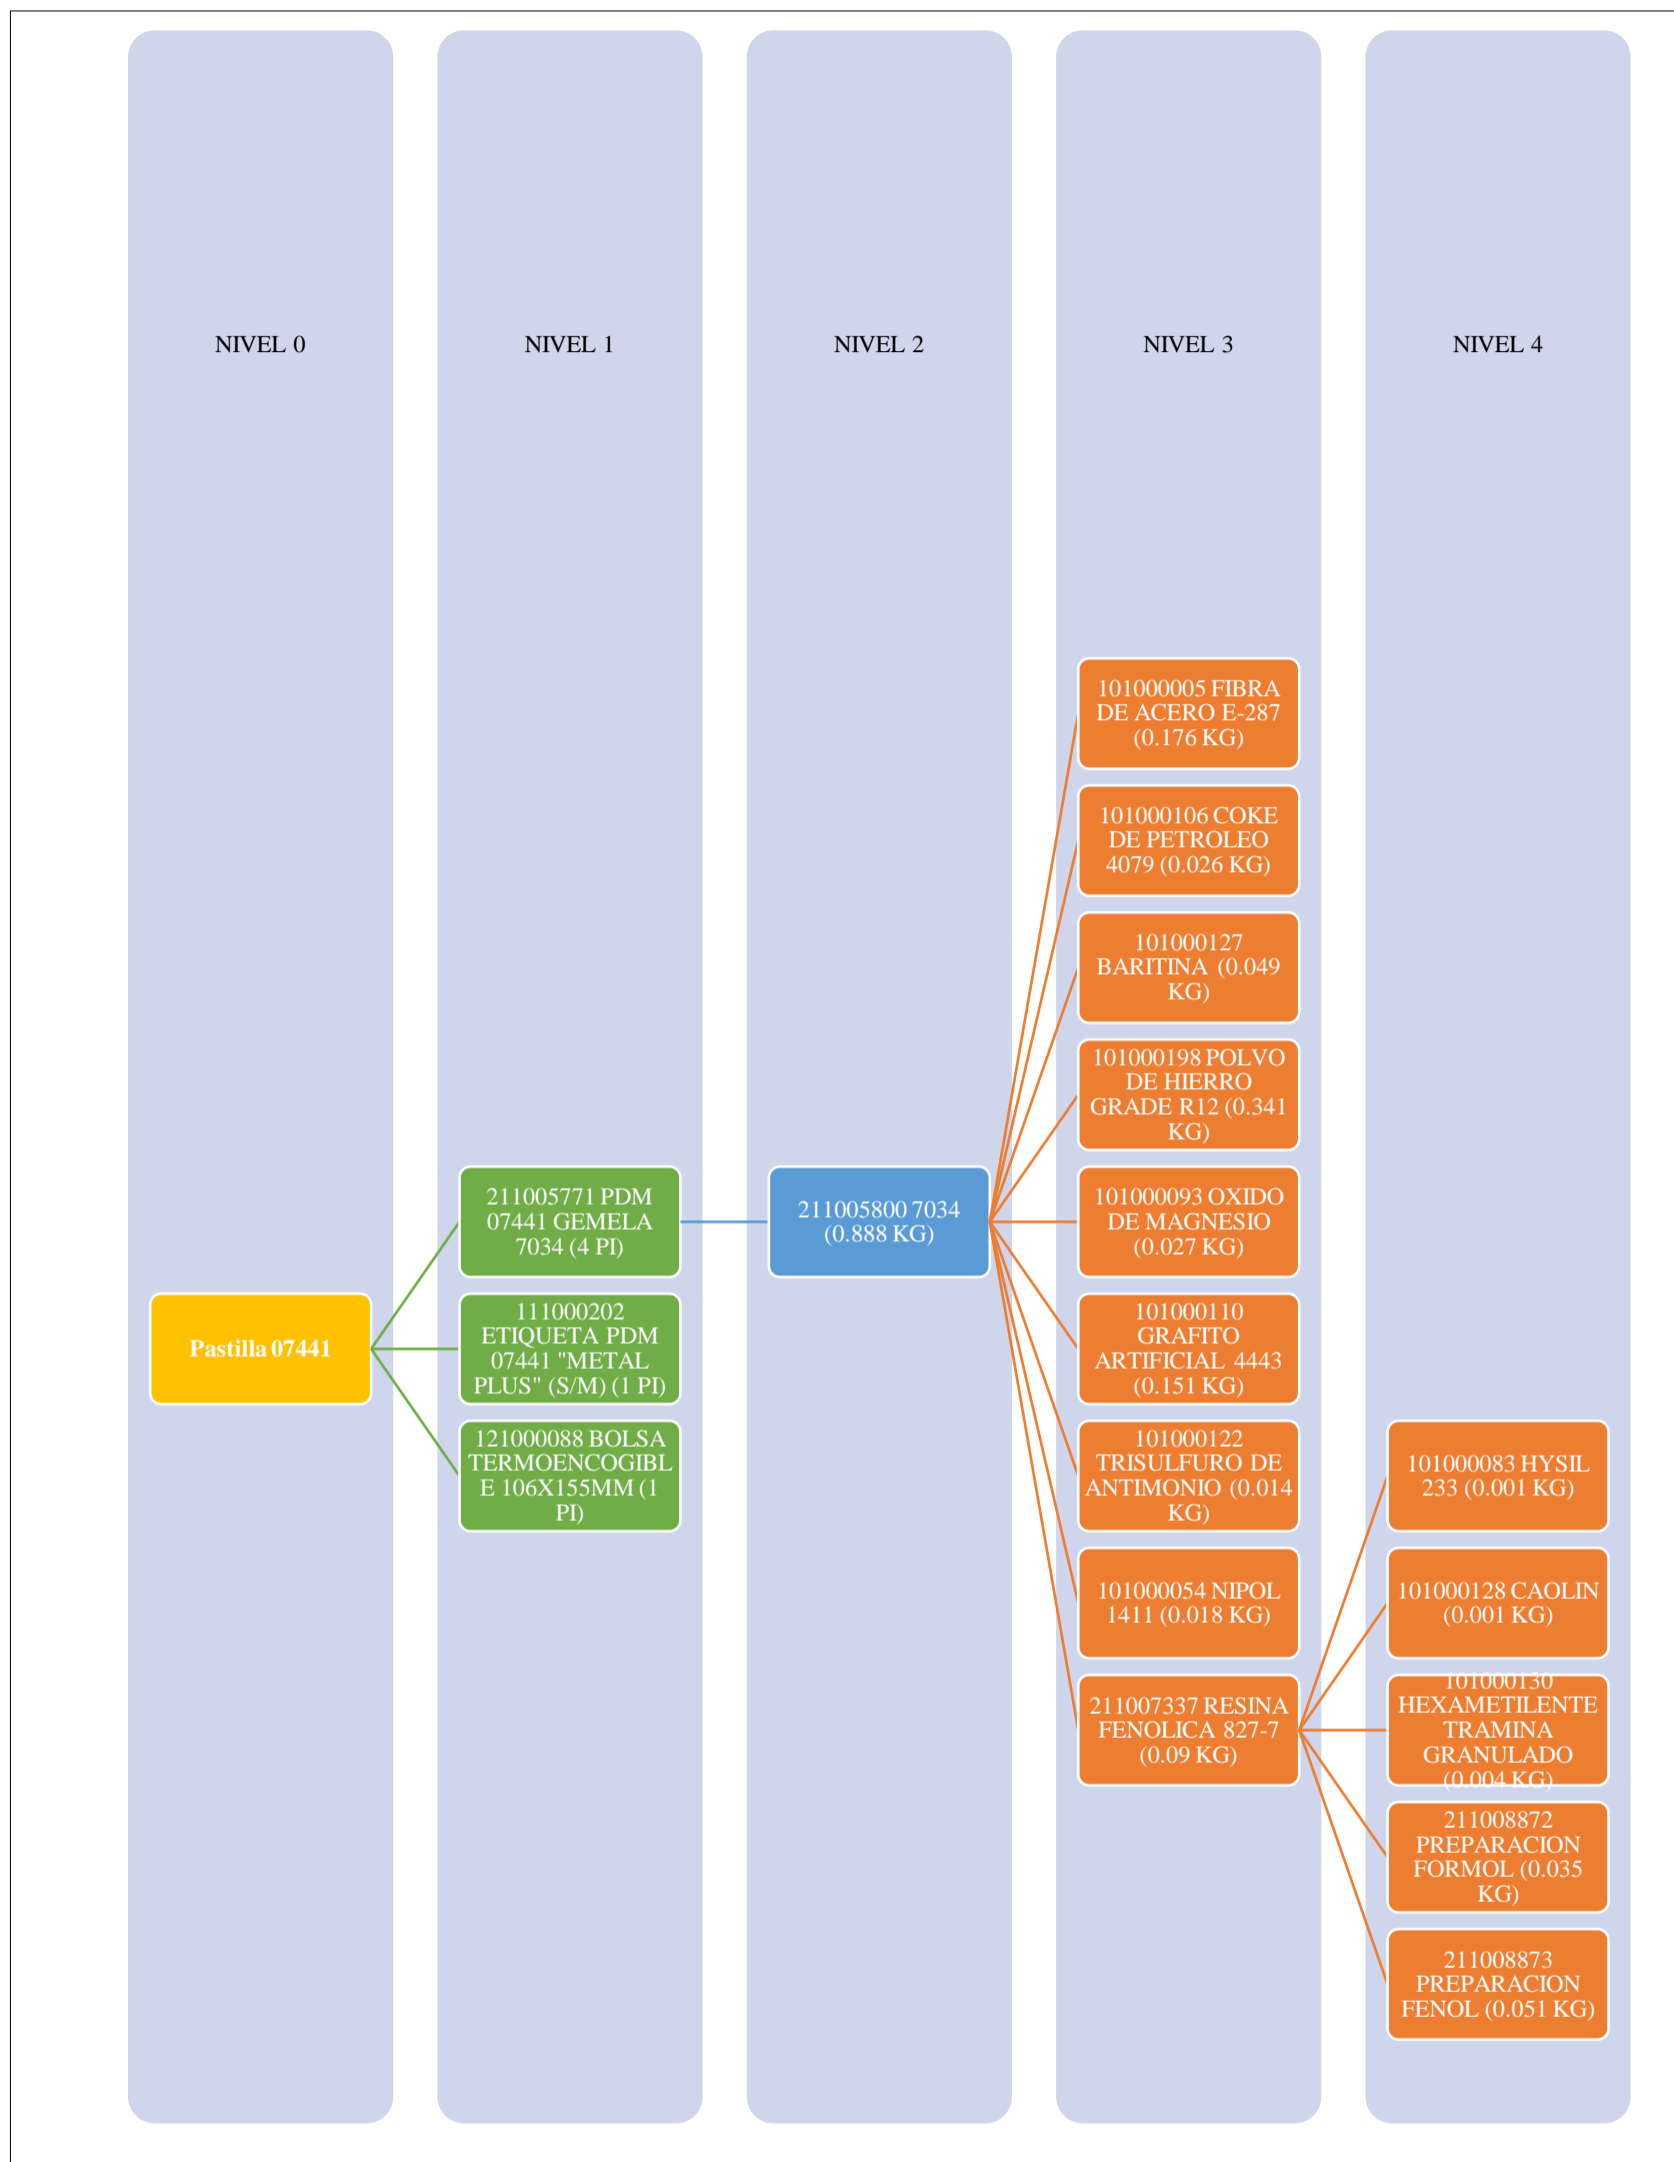 NIVEL 0
NIVEL 1
NIVEL 2
NIVEL 3
NIVEL 4
Pastilla 07441
211005771 PDM
07441 GEMELA
7034 (4 PI)
111000202
ETIQUETA PDM
07441 "METAL
PLUS" (S/M) (1 PI)
121000088 BOLSA
TERMOENCOGIBL
E 106X155MM (1
PI)
211005800 7034
(0.888 KG)
101000005 FIBRA
DE ACERO E-287
(0.176 KG)
101000106 COKE
DE PETROLEO
4079 (0.026 KG)
101000127
BARITINA (0.049
KG)
101000198 POLVO
DE HIERRO
GRADE R12 (0.341
KG)
101000093 OXIDO
DE MAGNESIO
(0.027 KG)
101000110
GRAFITO
ARTIFICIAL 4443
(0.151 KG)
101000122
TRISULFURO DE
ANTIMONIO (0.014
KG)
101000054 NIPOL
1411 (0.018 KG)
211007337 RESINA
FENOLICA 827-7
(0.09 KG)
101000083 HYSIL
233 (0.001 KG)
101000128 CAOLIN
(0.001 KG)
101000130
HEXAMETILENTE
TRAMINA
GRANULADO
(0.004 KG)
211008872
PREPARACION
FORMOL (0.035
KG)
211008873
PREPARACION
FENOL (0.051 KG)